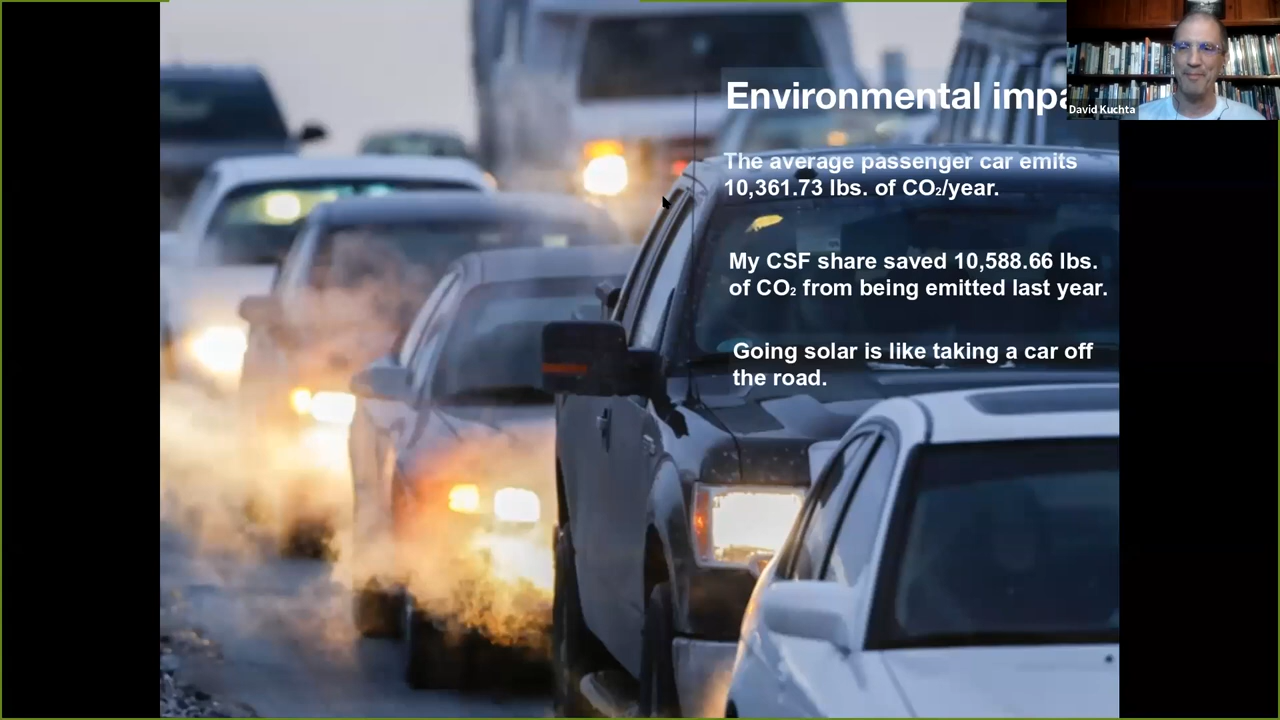 Environmental imp
David Kuchta
The average passenger car emits
10,361.73 lbs. of CO₂/year.
My CSF share saved 10,588.66 lbs.
of CO₂ from being emitted last year.
Going solar is like taking a car off
the road.